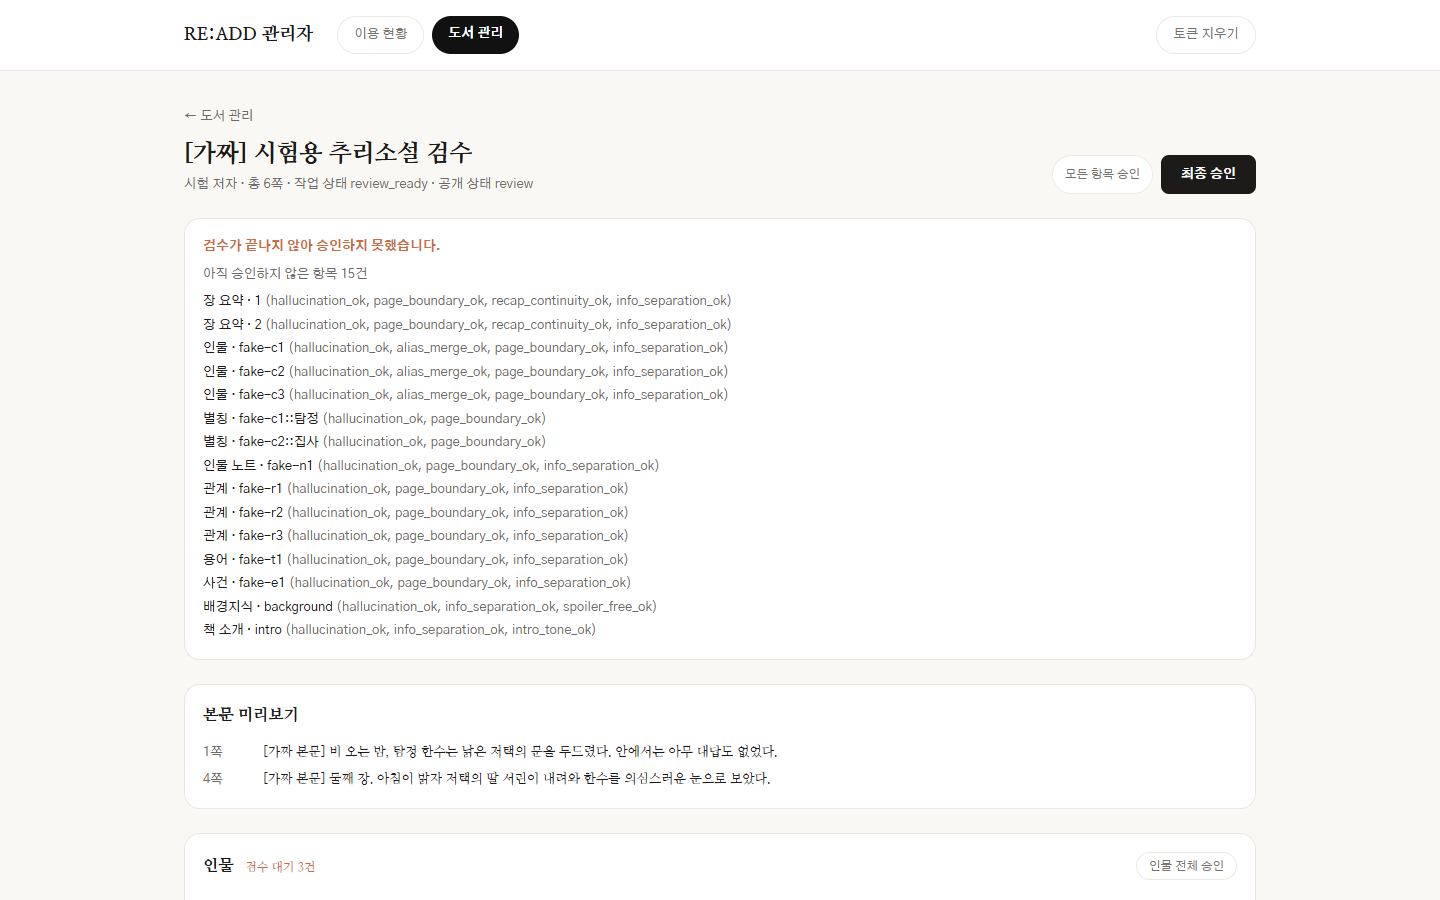 RE:ADD 관리자
이용 현황
도서 관리
토큰 지우기
← 도서 관리
[가짜] 시험용 추리소설 검수
시험 저자 · 총 6쪽 · 작업 상태 review_ready · 공개 상태 review
모든 항목 승인
최종 승인
검수가 끝나지 않아 승인하지 못했습니다.
아직 승인하지 않은 항목 15건
장 요약 · 1 (hallucination_ok, page_boundary_ok, recap_continuity_ok, info_separation_ok)
장 요약 · 2 (hallucination_ok, page_boundary_ok, recap_continuity_ok, info_separation_ok)
인물 · fake-c1 (hallucination_ok, alias_merge_ok, page_boundary_ok, info_separation_ok)
인물 · fake-c2 (hallucination_ok, alias_merge_ok, page_boundary_ok, info_separation_ok)
인물 · fake-c3 (hallucination_ok, alias_merge_ok, page_boundary_ok, info_separation_ok)
별칭 · fake-c1::탐정 (hallucination_ok, page_boundary_ok)
별칭 · fake-c2::집사 (hallucination_ok, page_boundary_ok)
인물 노트 · fake-n1 (hallucination_ok, page_boundary_ok, info_separation_ok)
관계 · fake-r1 (hallucination_ok, page_boundary_ok, info_separation_ok)
관계 · fake-r2 (hallucination_ok, page_boundary_ok, info_separation_ok)
관계 · fake-r3 (hallucination_ok, page_boundary_ok, info_separation_ok)
용어 · fake-t1 (hallucination_ok, page_boundary_ok, info_separation_ok)
사건 · fake-e1 (hallucination_ok, page_boundary_ok, info_separation_ok)
배경지식 · background (hallucination_ok, info_separation_ok, spoiler_free_ok)
책 소개 · intro (hallucination_ok, info_separation_ok, intro_tone_ok)
본문 미리보기
1쪽 [가짜 본문] 비 오는 밤, 탐정 한수는 낡은 저택의 문을 두드렸다. 안에서는 아무 대답도 없었다.
4쪽 [가짜 본문] 둘째 장. 아침이 밝자 저택의 딸 서린이 내려와 한수를 의심스러운 눈으로 보았다.
인물 검수 대기 3건
인물 전체 승인